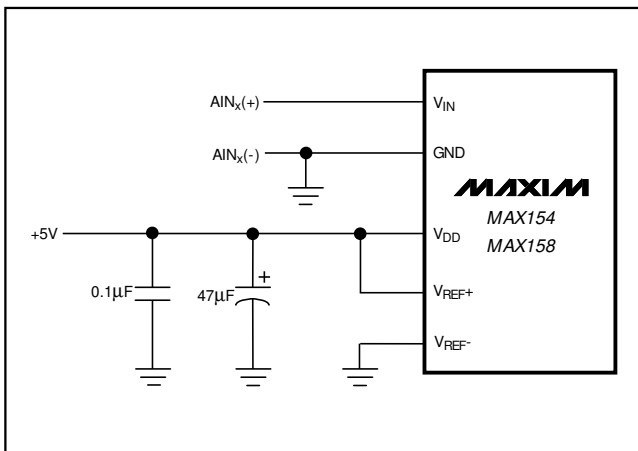 AINx(+)
VIN
AINx(-)
GND
MAXIM
MAX154
MAX158
+5V
VDD
0.1µF
47µF
+
VREF+
VREF-